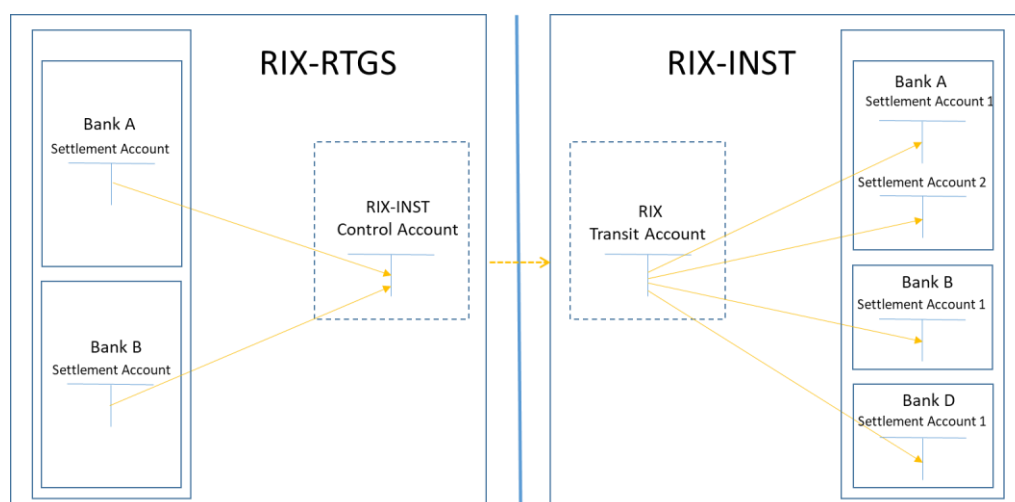 RIX-RTGS
Bank A
Settlement Account
RIX-INST
Control Account
Bank B
Settlement Account
RIX-INST
RIX
Transit Account
Bank A
Settlement Account 1
Settlement Account 2
Bank B
Settlement Account 1
Bank D
Settlement Account 1